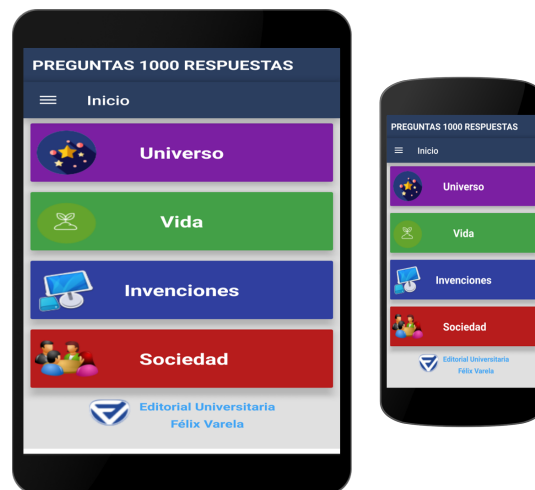 PREGUNTAS 1000 RESPUESTAS
Inicio
Universo
Vida
Invenciones
Sociedad
Editorial Universitaria
Félix Varela
PREGUNTAS 1000 RESPUESTAS
Inicio
Universo
Vida
Invenciones
Sociedad
Editorial Universitaria
Félix Varela